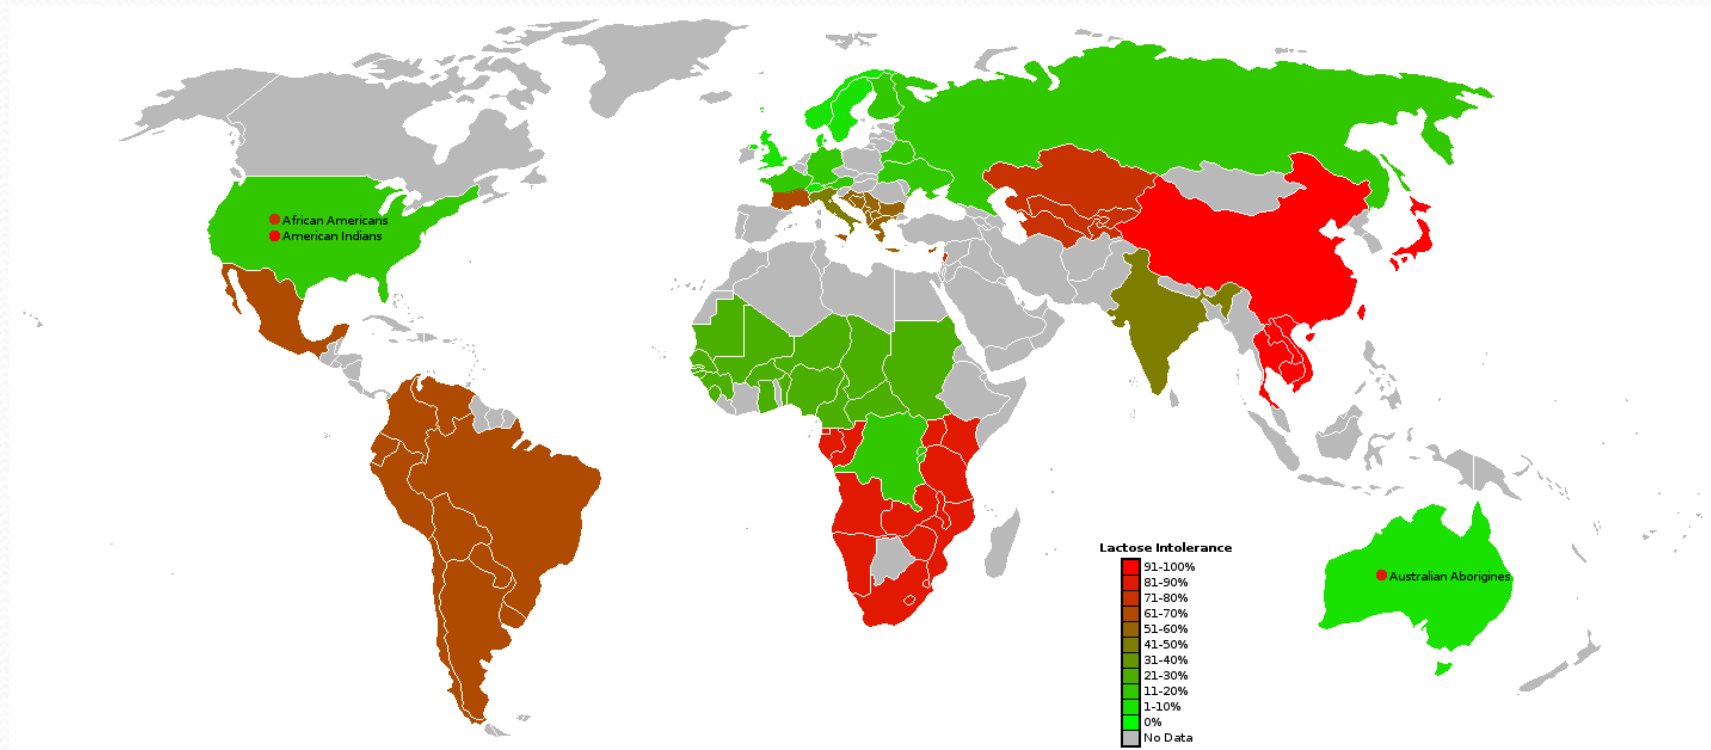 African Americans
American Indians
Lactose Intolerance
91-100%
81-90%
71-80%
61-70%
51-60%
41-50%
31-40%
21-30%
11-20%
1-10%
0%
No Data
Australian Aborigines